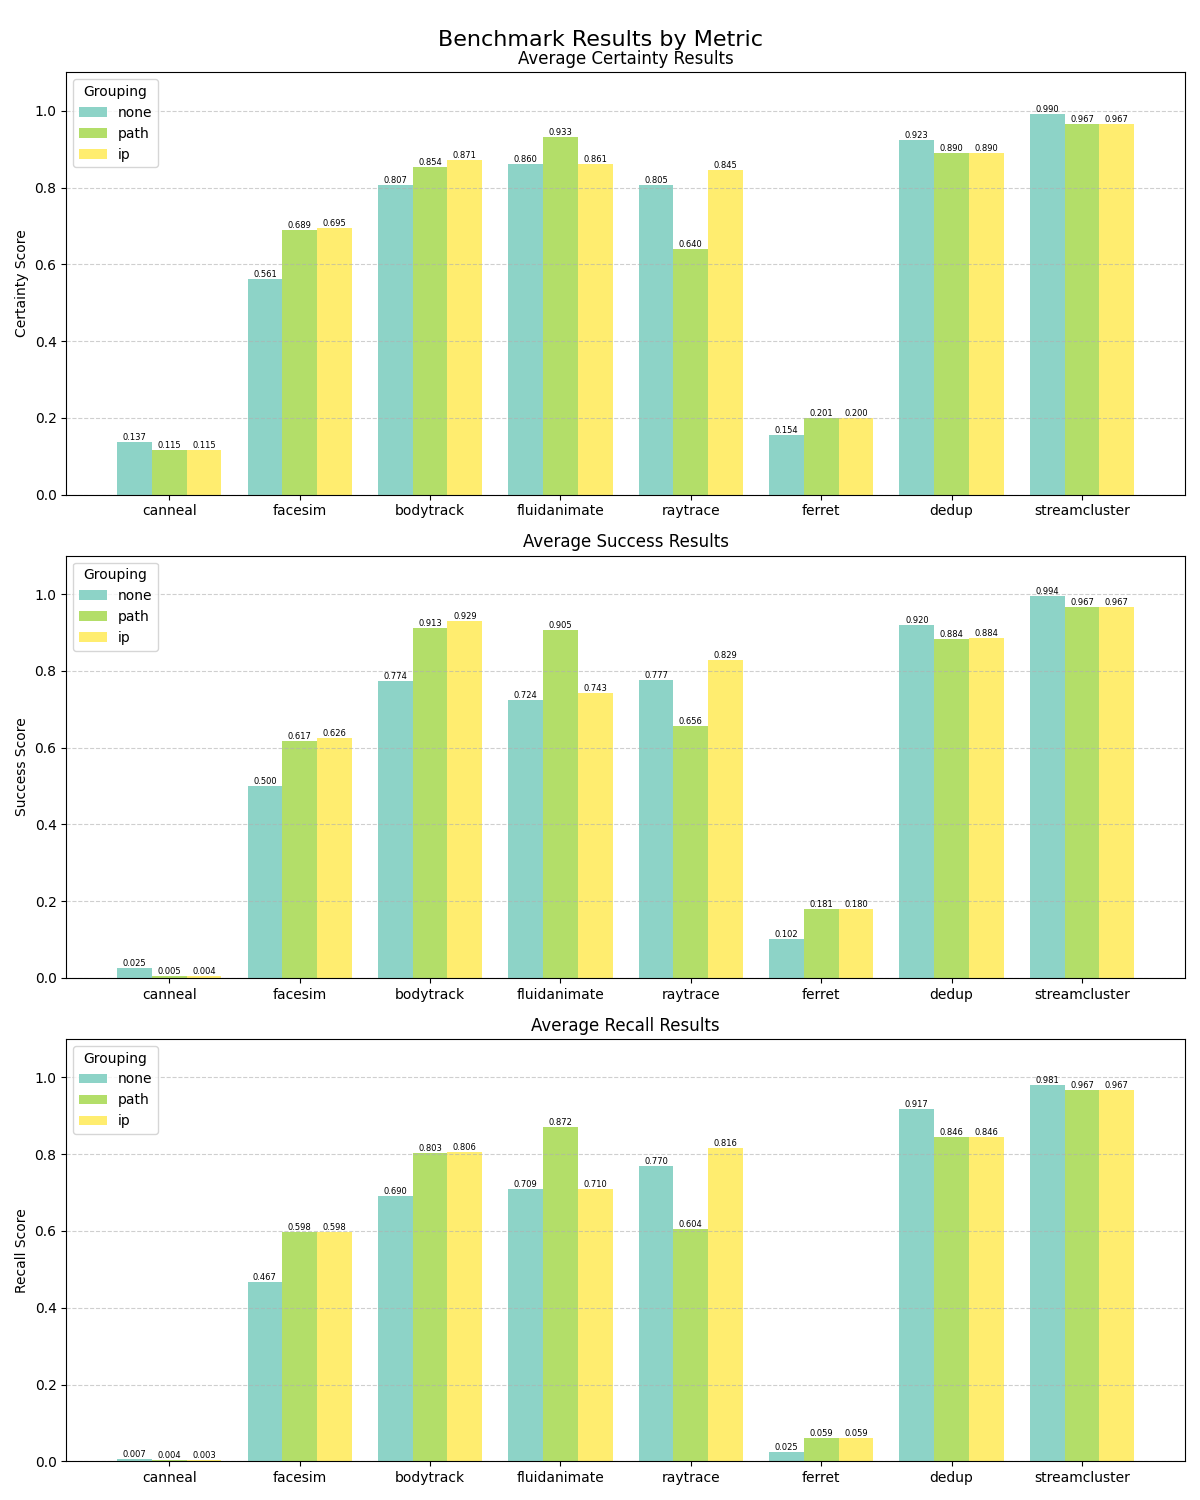 Benchmark Results by Metric
Average Certainty Results
Grouping
none
path
ip
Certainty Score
1.0
0.8
0.6
0.4
0.2
0.0
0.137 0.115 0.115
0.561 0.689 0.695
0.807 0.854 0.871
0.860 0.933 0.861
0.805 0.640 0.845
0.154 0.201 0.200
0.923 0.890 0.890
0.990 0.967 0.967
canneal facesim bodytrack fluidanimate raytrace ferret dedup streamcluster
Average Success Results
Grouping
none
path
ip
Success Score
1.0
0.8
0.6
0.4
0.2
0.0
0.025 0.005 0.004
0.500 0.617 0.626
0.774 0.913 0.929
0.724 0.905 0.743
0.777 0.656 0.829
0.102 0.181 0.180
0.920 0.884 0.884
0.994 0.967 0.967
canneal facesim bodytrack fluidanimate raytrace ferret dedup streamcluster
Average Recall Results
Grouping
none
path
ip
Recall Score
1.0
0.8
0.6
0.4
0.2
0.0
0.007 0.004 0.003
0.467 0.598 0.598
0.690 0.803 0.806
0.709 0.872 0.710
0.770 0.604 0.816
0.025 0.059 0.059
0.917 0.846 0.846
0.981 0.967 0.967
canneal facesim bodytrack fluidanimate raytrace ferret dedup streamcluster